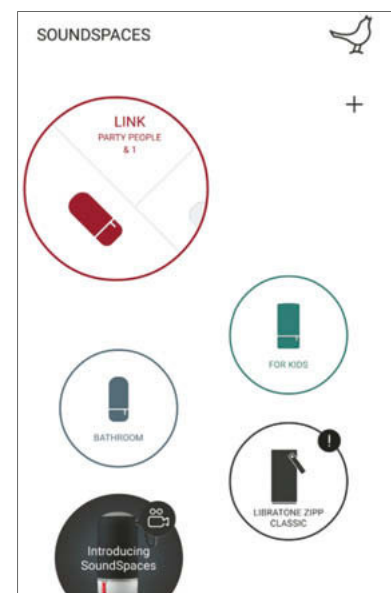 SOUNDSPACES
+
LINK
PARTY PEOPLE
& 1
FOR KIDS
BATHROOM
!
LIBRATONE ZIPP
CLASSIC
Introducing
SoundSpaces